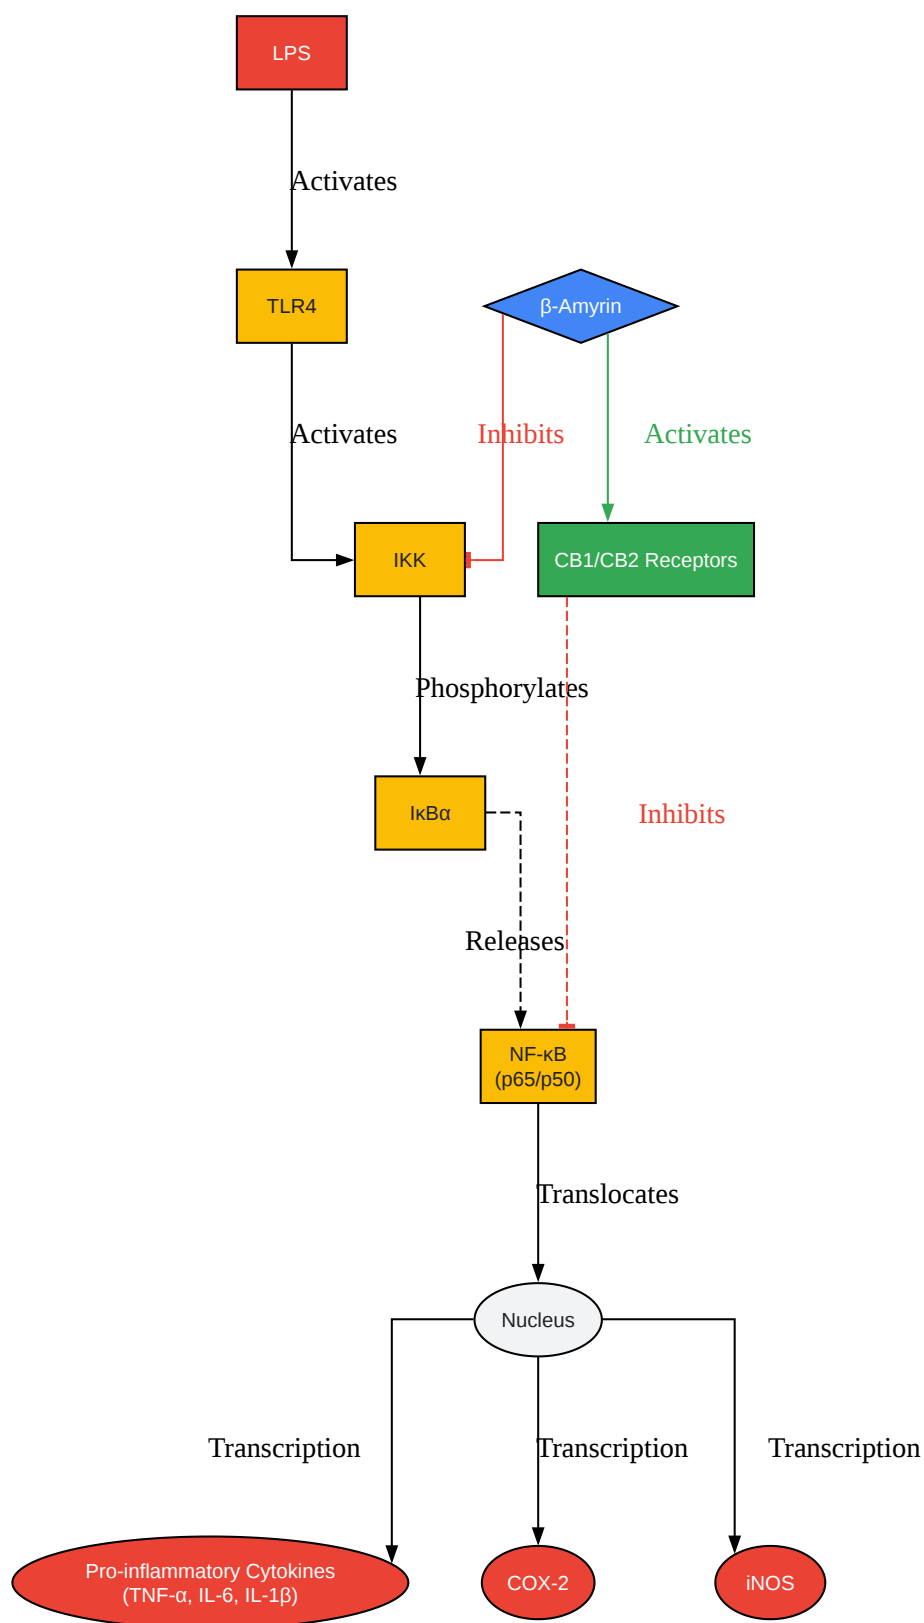 LPS
Activates
TLR4
β-Amyrin
Activates
Inhibits
Activates
IKK
CB1/CB2 Receptors
Phosphorylates
IκBα
Inhibits
Releases
NF-κB
(p65/p50)
Translocates
Nucleus
Transcription
Transcription
Transcription
Pro-inflammatory Cytokines
(TNF-α, IL-6, IL-1β)
COX-2
iNOS